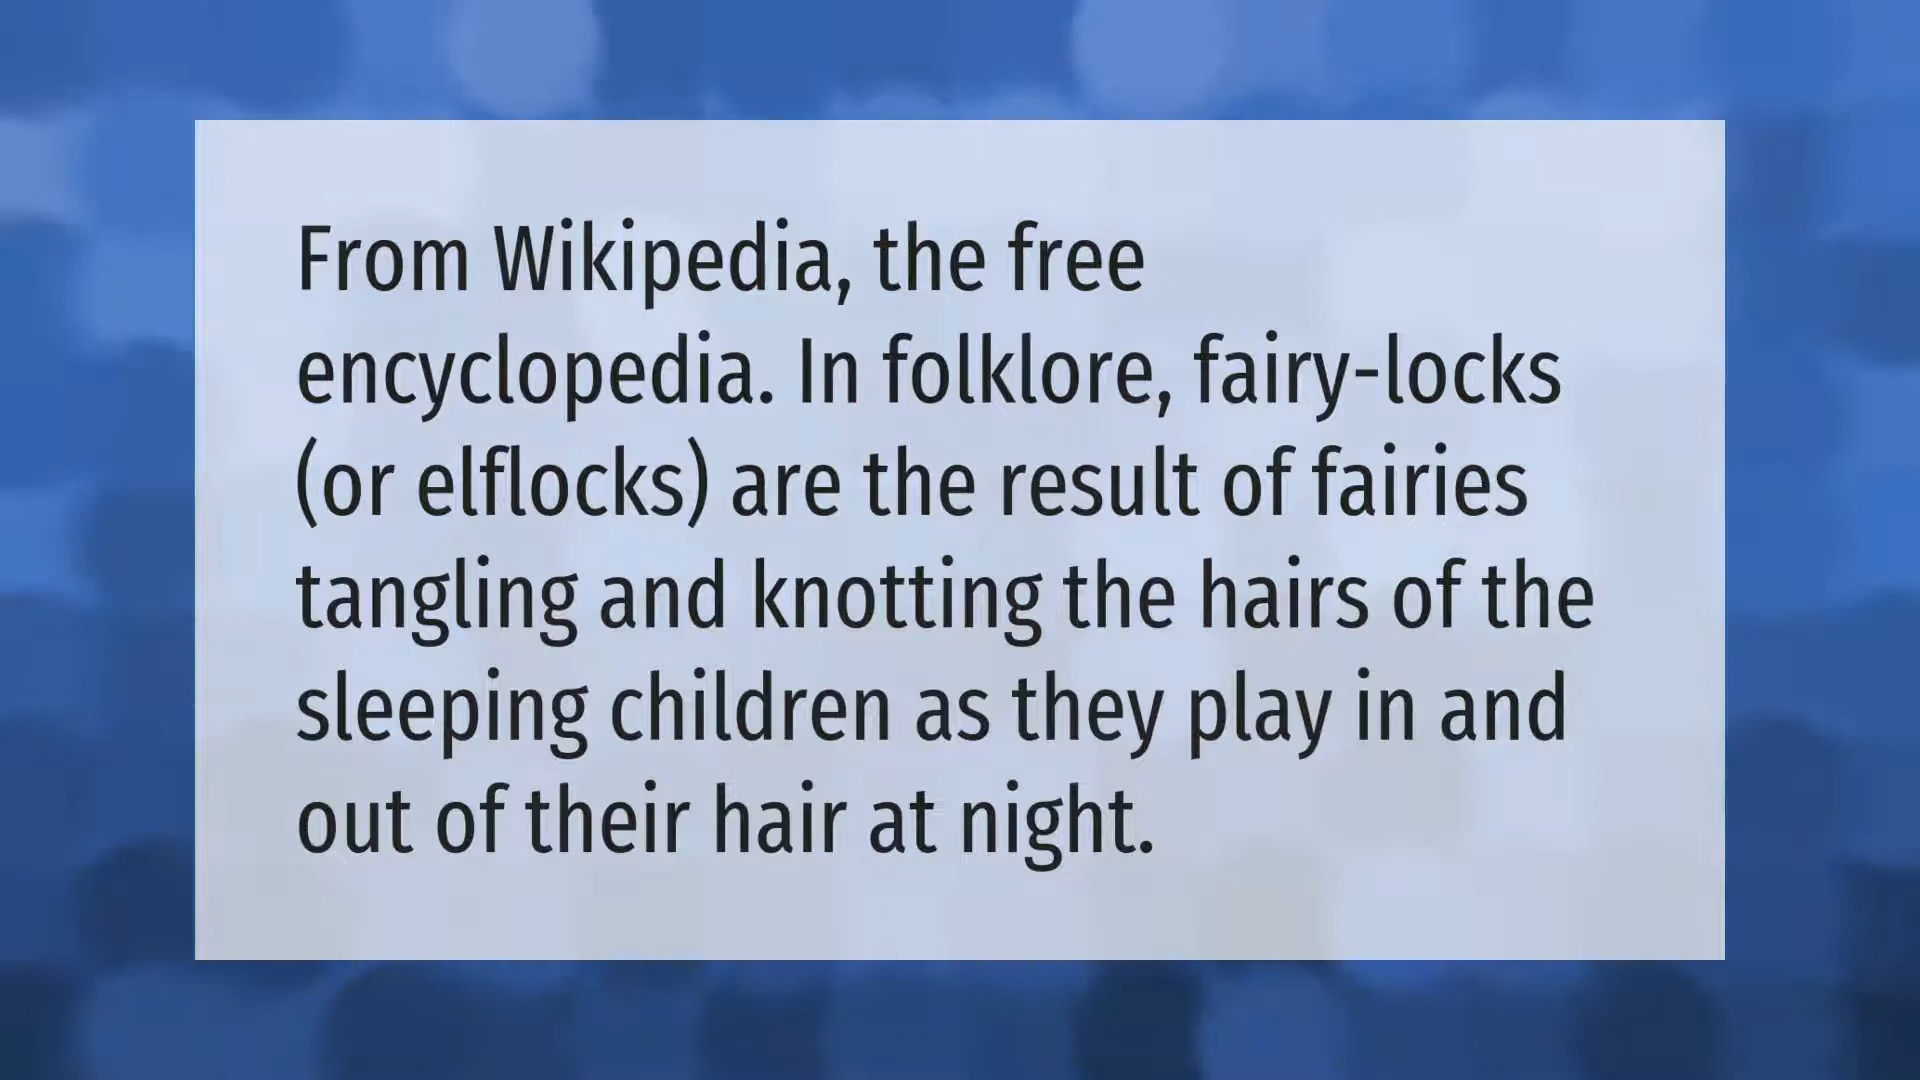 From Wikipedia, the free
encyclopedia. In folklore, fairy-locks
(or elflocks) are the result of fairies
tangling and knotting the hairs of the
sleeping children as they play in and
out of their hair at night.